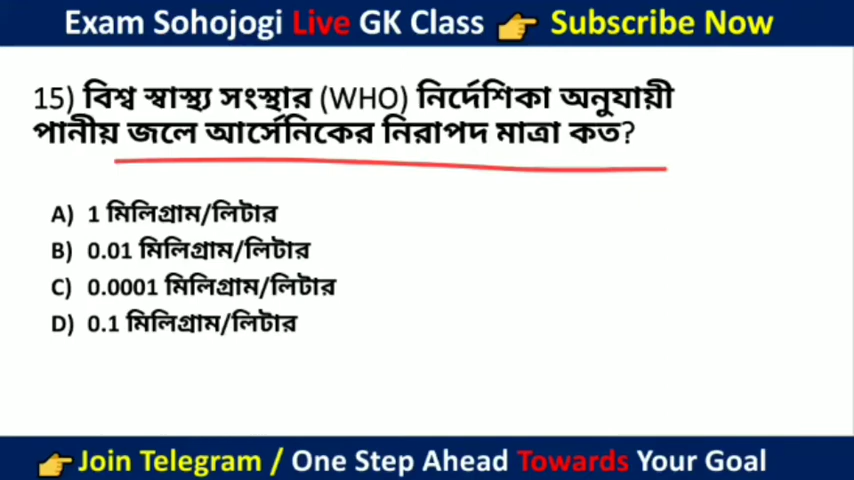 Exam Sohojogi Live GK Class 👉 Subscribe Now
15) বিশ্ব স্বাস্থ্য সংস্থার (WHO) নির্দেশিকা অনুযায়ী
পানীয় জলে আর্সেনিকের নিরাপদ মাত্রা কত?
A) 1 মিলিগ্রাম/লিটার
B) 0.01 মিলিগ্রাম/লিটার
C) 0.0001 মিলিগ্রাম/লিটার
D) 0.1 মিলিগ্রাম/লিটার
👉Join Telegram / One Step Ahead Towards Your Goal